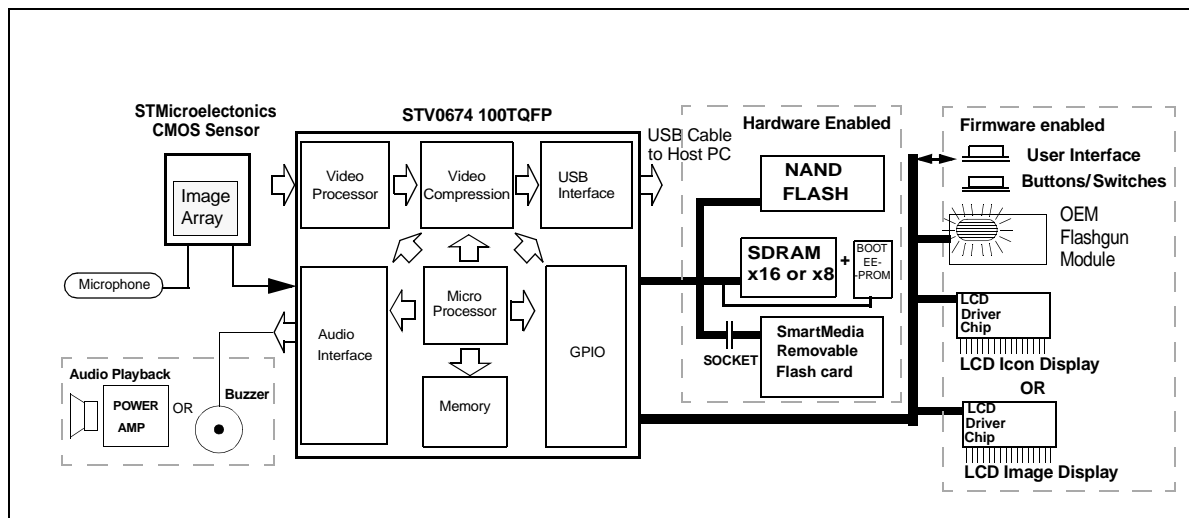 STMicroelectonics
CMOS Sensor
Image
Array
Microphone
Audio Playback
POWER
AMP
OR
Buzzer
STV0674 100TQFP
Video
Processor
Video
Compression
USB
Interface
Audio
Interface
Micro
Processor
Memory
GPIO
USB Cable
to Host PC
Hardware Enabled
NAND
FLASH
SDRAM
x16 or x8
+
BOOT
EE-
-PROM
SOCKET
SmartMedia
Removable
Flash card
Firmware enabled
User Interface
Buttons/Switches
OEM
Flashgun
Module
LCD
Driver
Chip
LCD Icon Display
OR
LCD
Driver
Chip
LCD Image Display